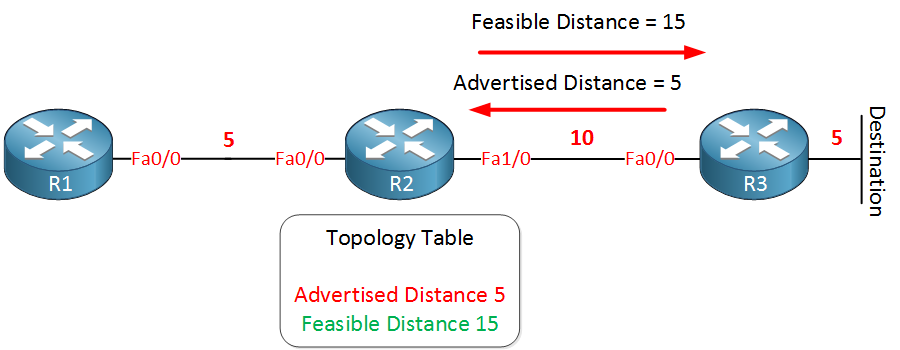 Feasible Distance = 15
Advertised Distance = 5
5
10
5
Fa0/0
Fa0/0
Fa1/0
Fa0/0
R1
R2
R3
Destination
Topology Table
Advertised Distance 5
Feasible Distance 15